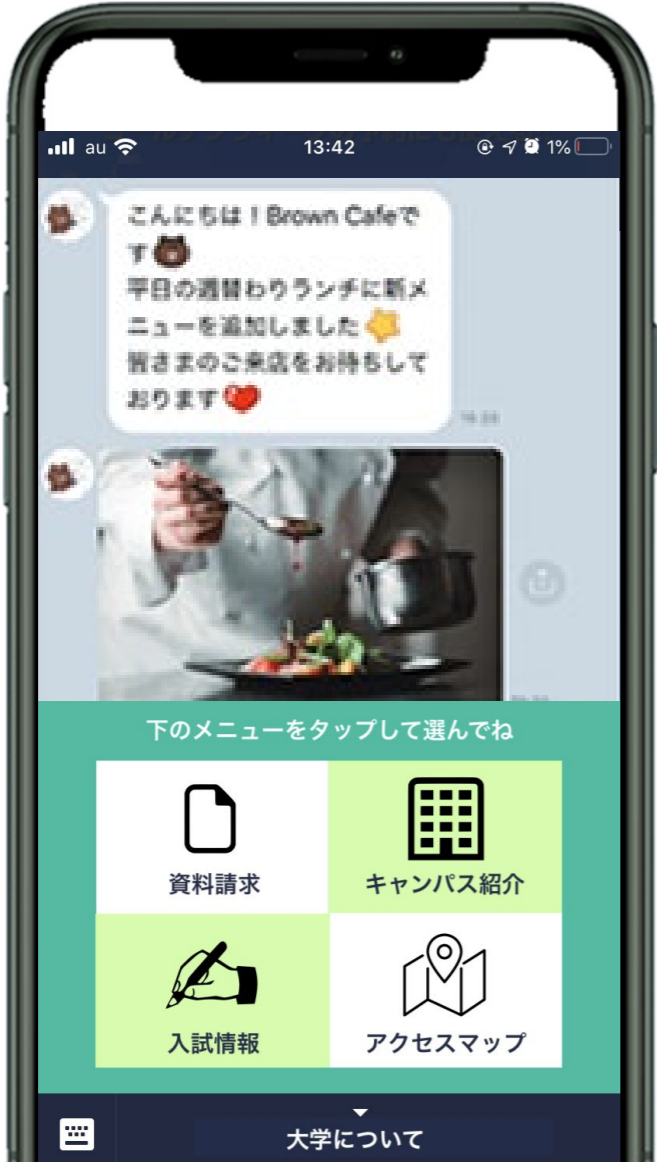 au 13:42 1%
こんにちは！Brown Cafeで
す
平日の週替わりランチに新メ
ニューを追加しました
皆さまのご来店をお待ちして
おります
下のメニューをタップして選んでね
資料請求
キャンパス紹介
入試情報
アクセスマップ
大学について